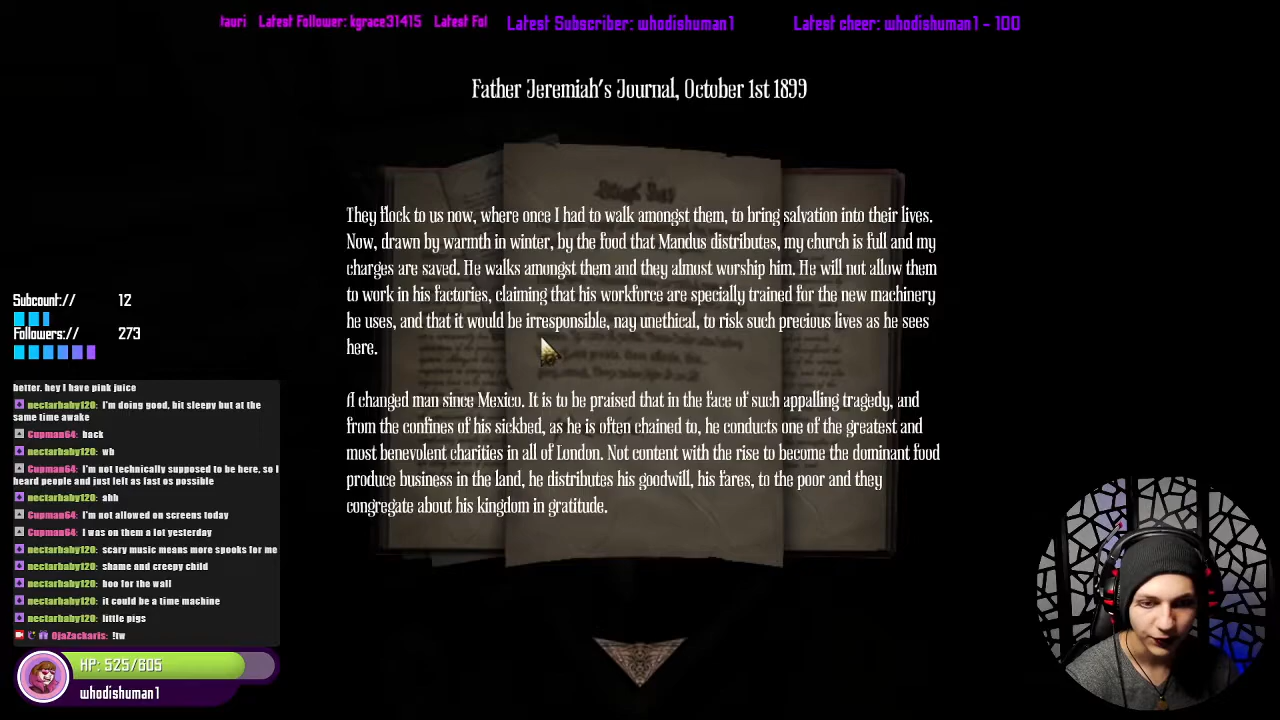 tauri Latest Follower: kgrace31415 Latest Fol
Latest Subscriber: whodishuman1
Latest cheer: whodishuman1 - 100
Father Jeremiah's Journal, October 1st 1899
They flock to us now, where once I had to walk amongst them, to bring salvation into their lives.
Now, drawn by warmth in winter, by the food that Mandus distributes, my church is full and my
charges are saved. He walks amongst them and they almost worship him. He will not allow them
to work in his factories, claiming that his workforce are specially trained for the new machinery
he uses, and that it would be irresponsible, nay unethical, to risk such precious lives as he sees
here.
A changed man since Mexico. It is to be praised that in the face of such appalling tragedy, and
from the confines of his sickbed, as he is often chained to, he conducts one of the greatest and
most benevolent charities in all of London. Not content with the rise to become the dominant food
produce business in the land, he distributes his goodwill, his fares, to the poor and they
congregate about his kingdom in gratitude.
Subcount:// 12
Followers:// 273
better. hey I have pink juice
nectarbaby120: I'm doing good, bit sleepy but at the
same time awake
Cupman64: back
nectarbaby120: wb
Cupman64: I'm not technically supposed to be here, so I
heard people and just left as fast os possible
nectarbaby120: ahh
Cupman64: I'm not allowed on screens today
Cupman64: I was on them a lot yesterday
nectarbaby120: scary music means more spooks for me
nectarbaby120: shame and creepy child
nectarbaby120: boo for the wall
nectarbaby120: it could be a time machine
nectarbaby120: little pigs
OjaZacharis: !tw
HP: 525/605
whodishuman1